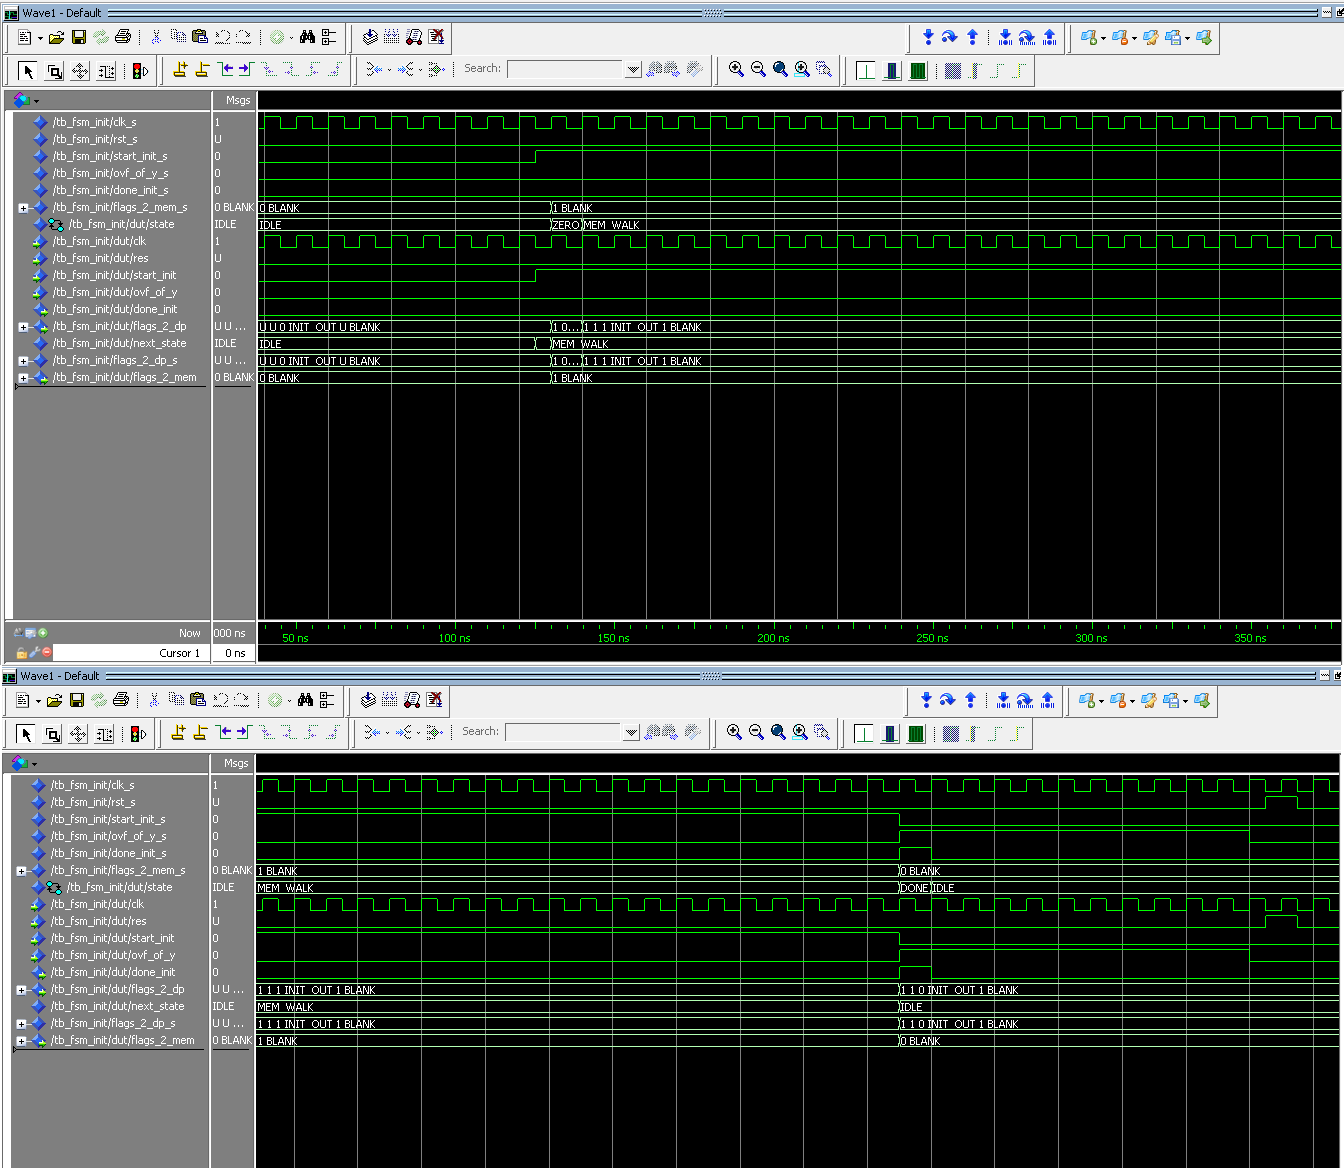 Wave1 - Default
Search:
Msgs
/tb_fsm_init/clk_s 1
/tb_fsm_init/rst_s U
/tb_fsm_init/start_init_s 0
/tb_fsm_init/ovf_of_y_s 0
/tb_fsm_init/done_init_s 0
/tb_fsm_init/flags_2_mem_s 0 BLANK 0 BLANK 1 BLANK
/tb_fsm_init/dut/state IDLE IDLE ZERO MEM_WALK
/tb_fsm_init/dut/clk 1
/tb_fsm_init/dut/res U
/tb_fsm_init/dut/start_init 0
/tb_fsm_init/dut/ovf_of_y 0
/tb_fsm_init/dut/done_init 0
/tb_fsm_init/dut/flags_2_dp U U ... U U 0 INIT_OUT U BLANK 1 0... 1 1 1 INIT_OUT 1 BLANK
/tb_fsm_init/dut/next_state IDLE IDLE MEM_WALK
/tb_fsm_init/dut/flags_2_dp_s U U ... U U 0 INIT_OUT U BLANK 1 0... 1 1 1 INIT_OUT 1 BLANK
/tb_fsm_init/dut/flags_2_mem 0 BLANK 0 BLANK 1 BLANK
Now 000 ns 50 ns 100 ns 150 ns 200 ns 250 ns 300 ns 350 ns
Cursor 1 0 ns
Wave1 - Default
Search:
Msgs
/tb_fsm_init/clk_s 1
/tb_fsm_init/rst_s U
/tb_fsm_init/start_init_s 0
/tb_fsm_init/ovf_of_y_s 0
/tb_fsm_init/done_init_s 0
/tb_fsm_init/flags_2_mem_s 0 BLANK 1 BLANK 0 BLANK
/tb_fsm_init/dut/state IDLE MEM_WALK DONE IDLE
/tb_fsm_init/dut/clk 1
/tb_fsm_init/dut/res U
/tb_fsm_init/dut/start_init 0
/tb_fsm_init/dut/ovf_of_y 0
/tb_fsm_init/dut/done_init 0
/tb_fsm_init/dut/flags_2_dp U U ... 1 1 1 INIT_OUT 1 BLANK 1 1 0 INIT_OUT 1 BLANK
/tb_fsm_init/dut/next_state IDLE MEM_WALK IDLE
/tb_fsm_init/dut/flags_2_dp_s U U ... 1 1 1 INIT_OUT 1 BLANK 1 1 0 INIT_OUT 1 BLANK
/tb_fsm_init/dut/flags_2_mem 0 BLANK 1 BLANK 0 BLANK